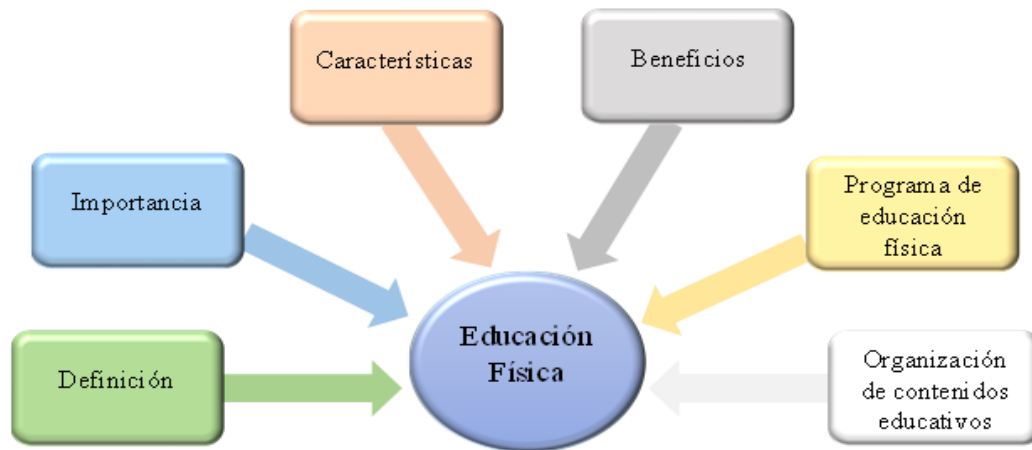 Características
Beneficios
Importancia
Programa de
educación
física
Educación
Física
Definición
Organización
de contenidos
educativos